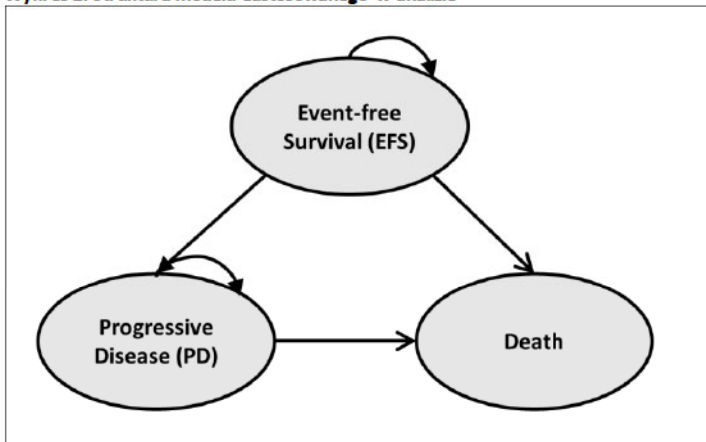 Event-free
Survival (EFS)
Progressive
Disease (PD)
Death